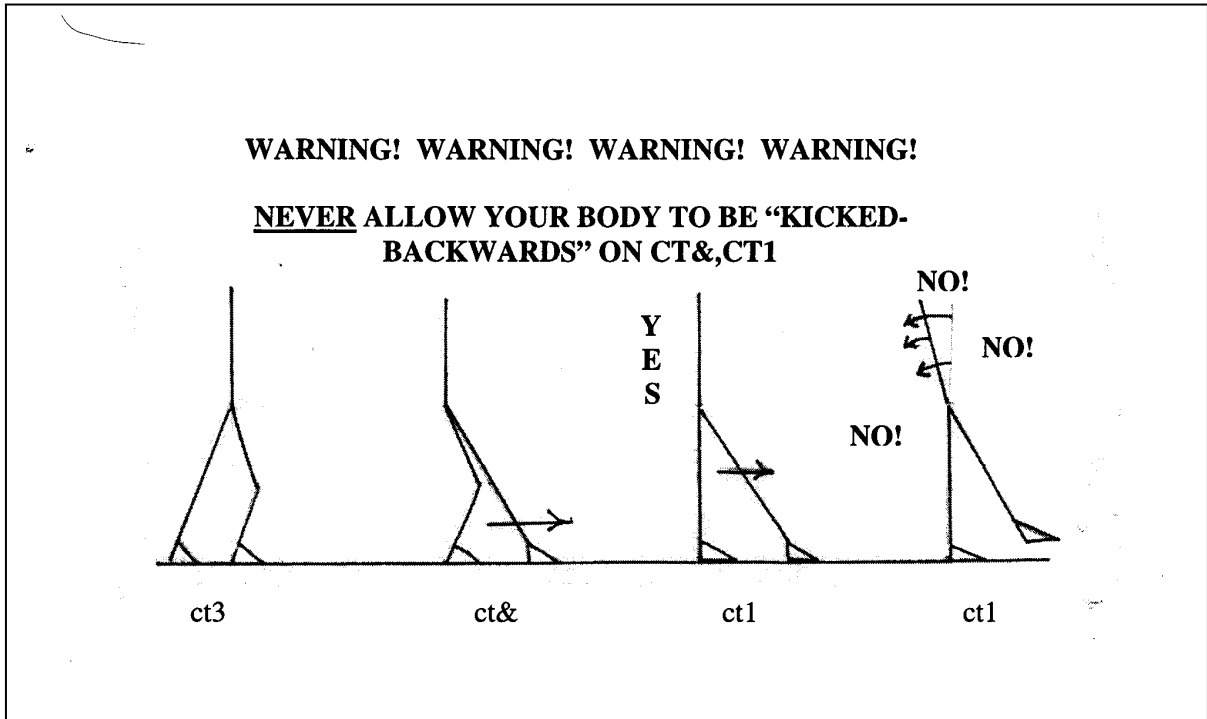 WARNING! WARNING! WARNING! WARNING!
NEVER ALLOW YOUR BODY TO BE “KICKED-
BACKWARDS” ON CT&,CT1
NO!
Y
E
S
NO!
NO!
ct3
ct&
ct1
ct1